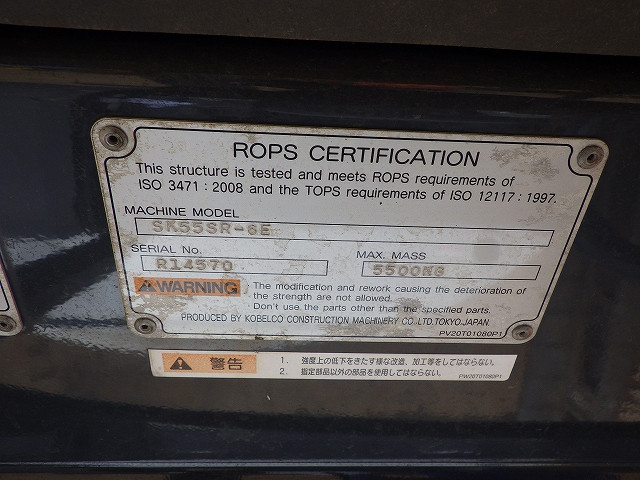 ROPS CERTIFICATION
This structure is tested and meets ROPS requirements of
ISO 3471 : 2008 and the TOPS requirements of ISO 12117 : 1997.
MACHINE MODEL
SK55SR-6E
SERIAL No.
MAX. MASS
R14570
5500KG
WARNING
· The modification and rework causing the deterioration of
the strength are not allowed.
· Don't use the parts other than the specified parts.
PRODUCED BY KOBELCO CONSTRUCTION MACHINERY CO., LTD. TOKYO. JAPAN.
PV20T01080P1
警告
1. 強度上の低下をきたす様な改造、加工等をしてはならない。
2. 指定部品以外の部品を使用してはならない。
PW20T01080P1